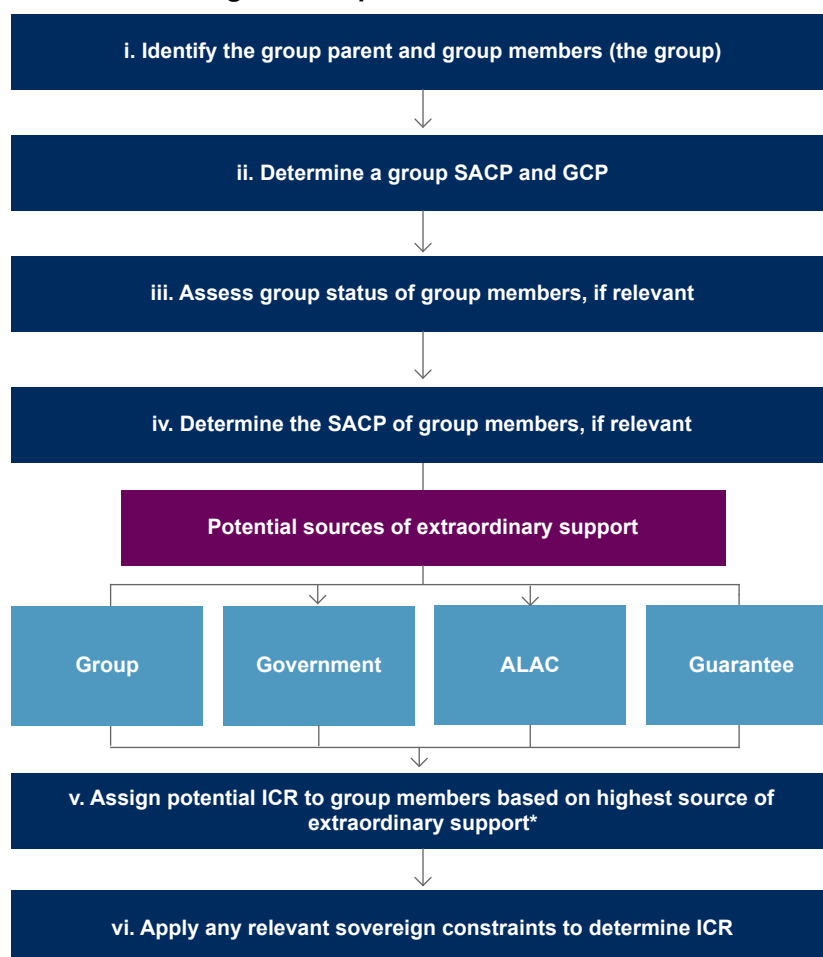 i. Identify the group parent and group members (the group)
ii. Determine a group SACP and GCP
iii. Assess group status of group members, if relevant
iv. Determine the SACP of group members, if relevant
Potential sources of extraordinary support
Group
Government
ALAC
Guarantee
v. Assign potential ICR to group members based on highest source of
extraordinary support*
vi. Apply any relevant sovereign constraints to determine ICR